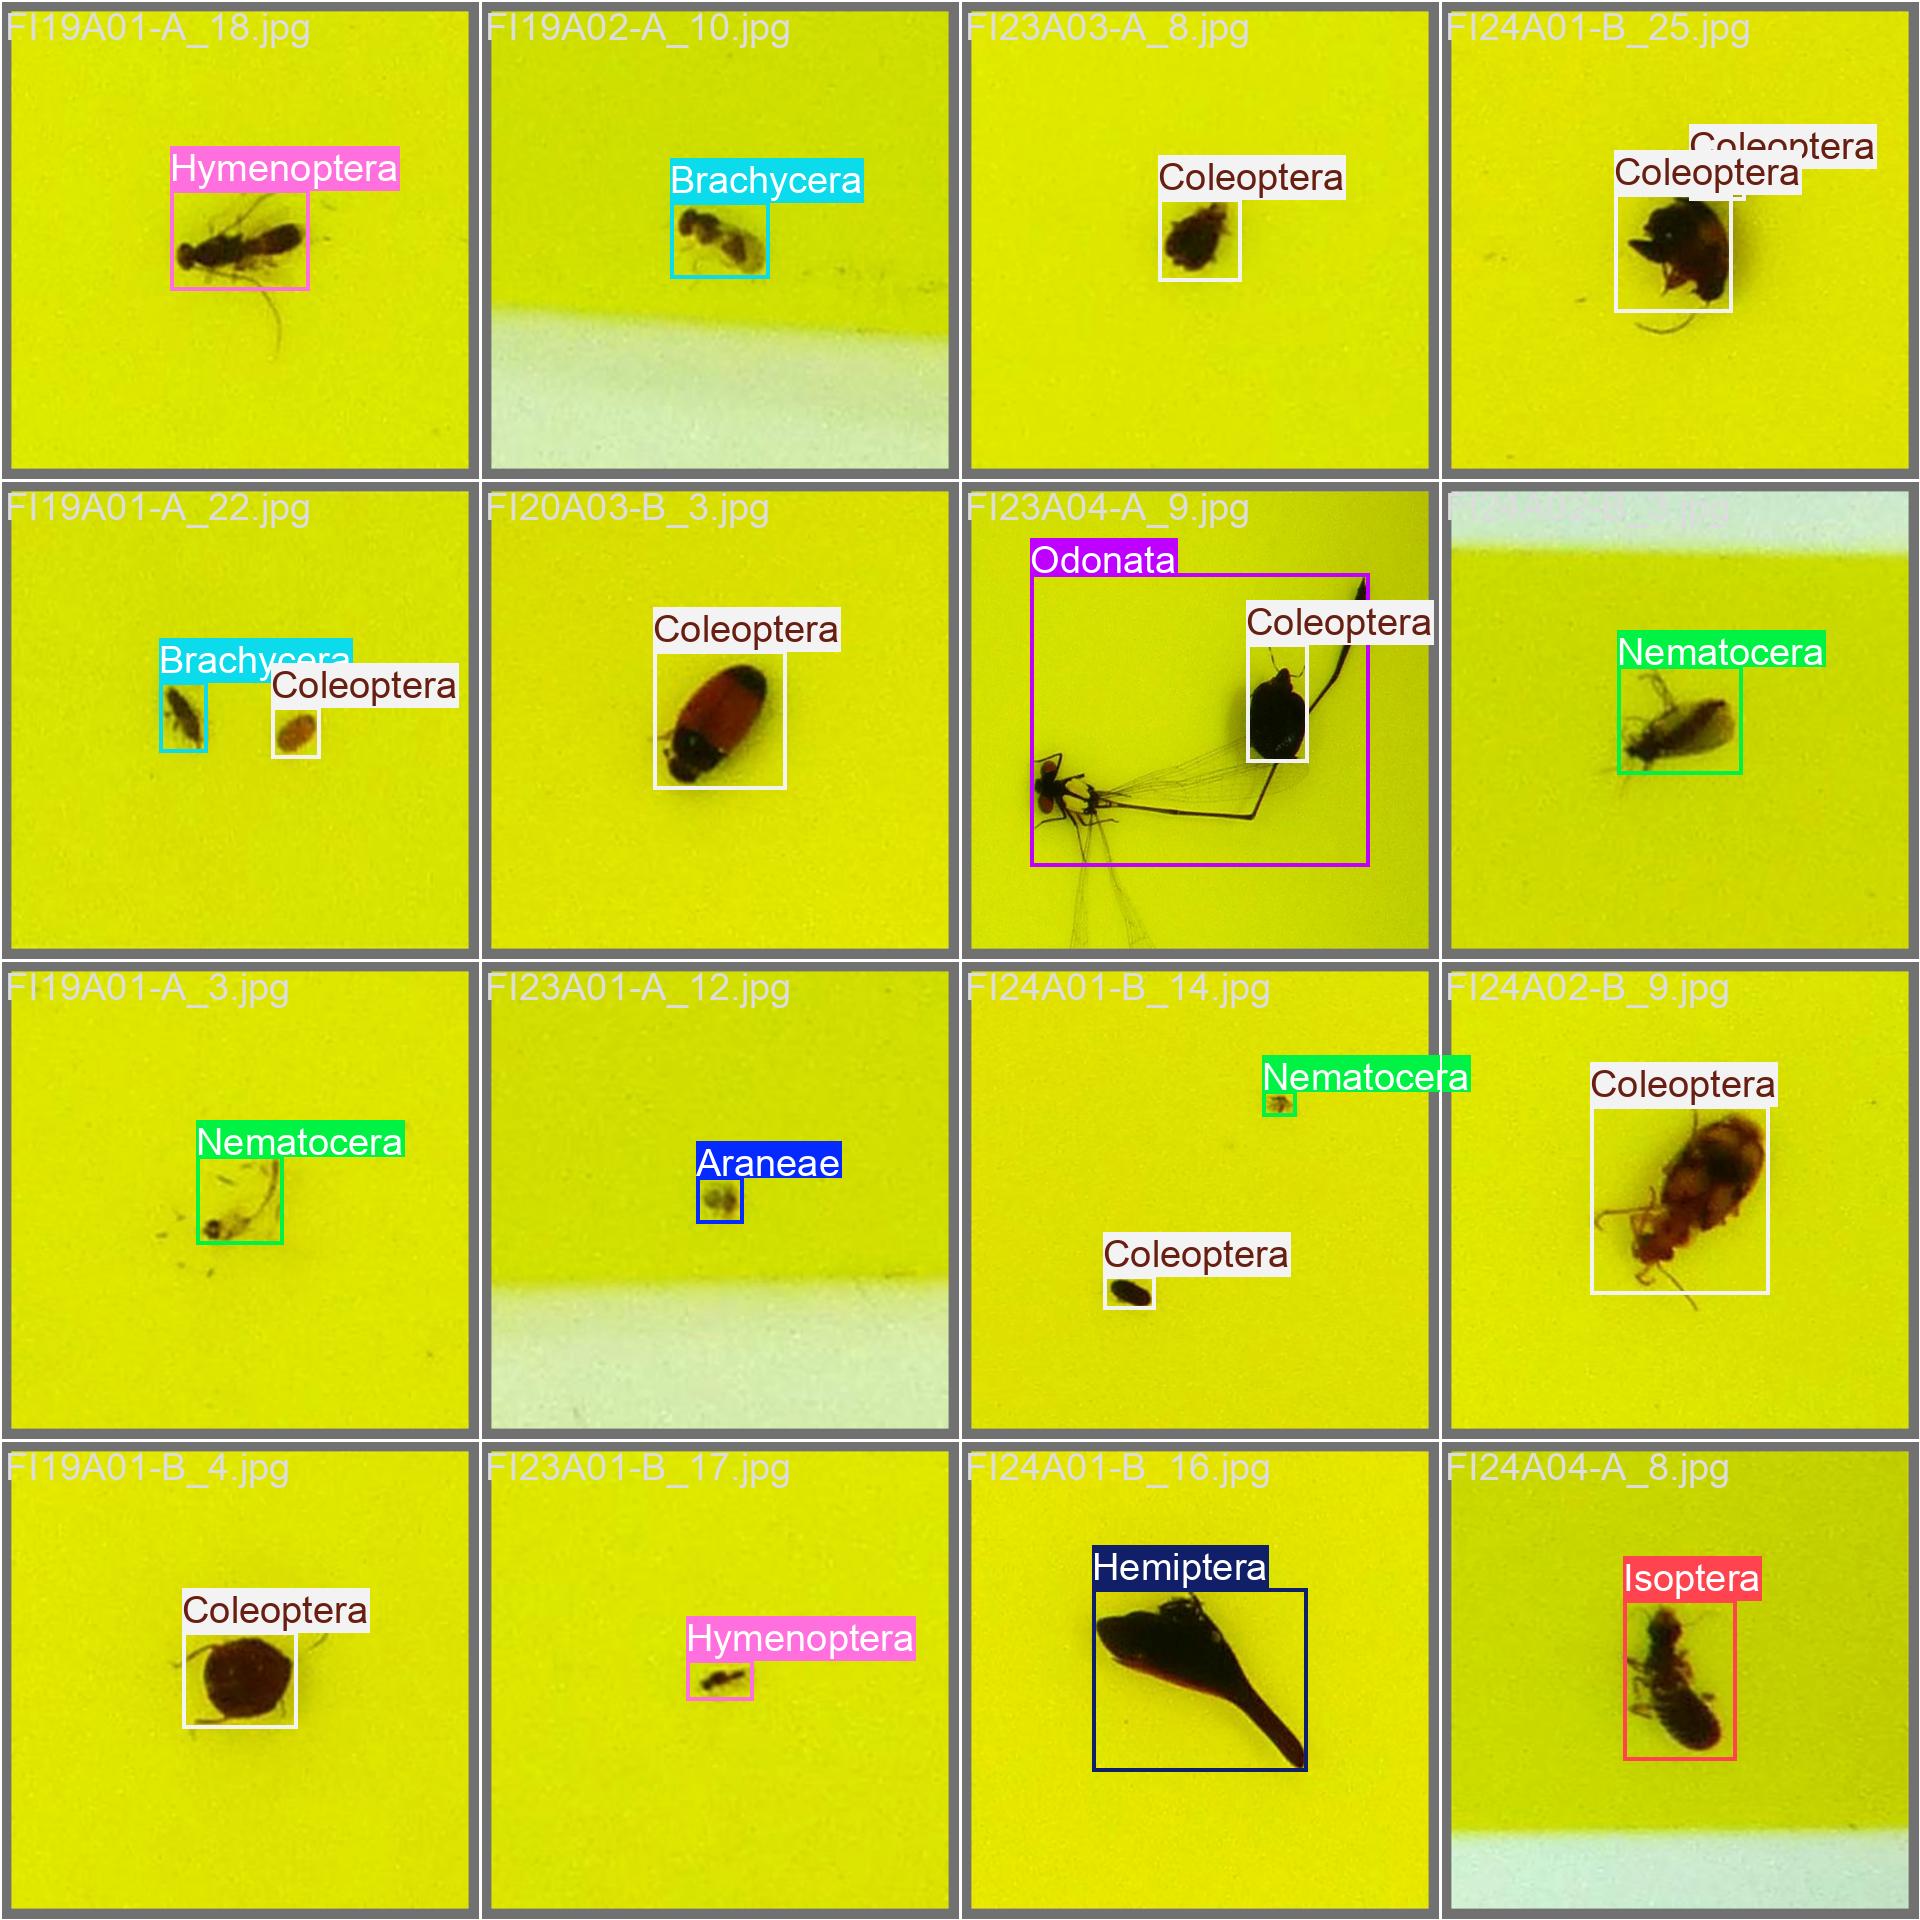 FI19A01-A_18.jpg
Hymenoptera
FI19A02-A_10.jpg
Brachycera
FI23A03-A_8.jpg
Coleoptera
FI24A01-B_25.jpg
Coleoptera
Coleoptera
FI19A01-A_22.jpg
Brachycera
Coleoptera
FI20A03-B_3.jpg
Coleoptera
FI23A04-A_9.jpg
Odonata
Coleoptera
Nematocera
FI19A01-A_3.jpg
Nematocera
FI23A01-A_12.jpg
Araneae
FI24A01-B_14.jpg
Nematocera
Coleoptera
FI24A02-B_9.jpg
Coleoptera
FI19A01-B_4.jpg
Coleoptera
FI23A01-B_17.jpg
Hymenoptera
FI24A01-B_16.jpg
Hemiptera
FI24A04-A_8.jpg
Isoptera